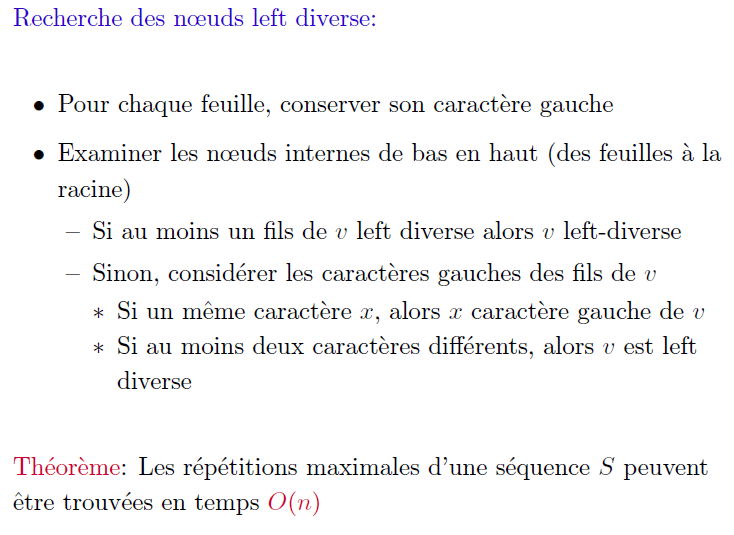 Recherche des nœuds left diverse:
• Pour chaque feuille, conserver son caractère gauche
• Examiner les nœuds internes de bas en haut (des feuilles à la
racine)
– Si au moins un fils de v left diverse alors v left-diverse
– Sinon, considérer les caractères gauches des fils de v
∗ Si un même caractère x, alors x caractère gauche de v
∗ Si au moins deux caractères différents, alors v est left
diverse
Théorème: Les répétitions maximales d'une séquence S peuvent
être trouvées en temps O(n)